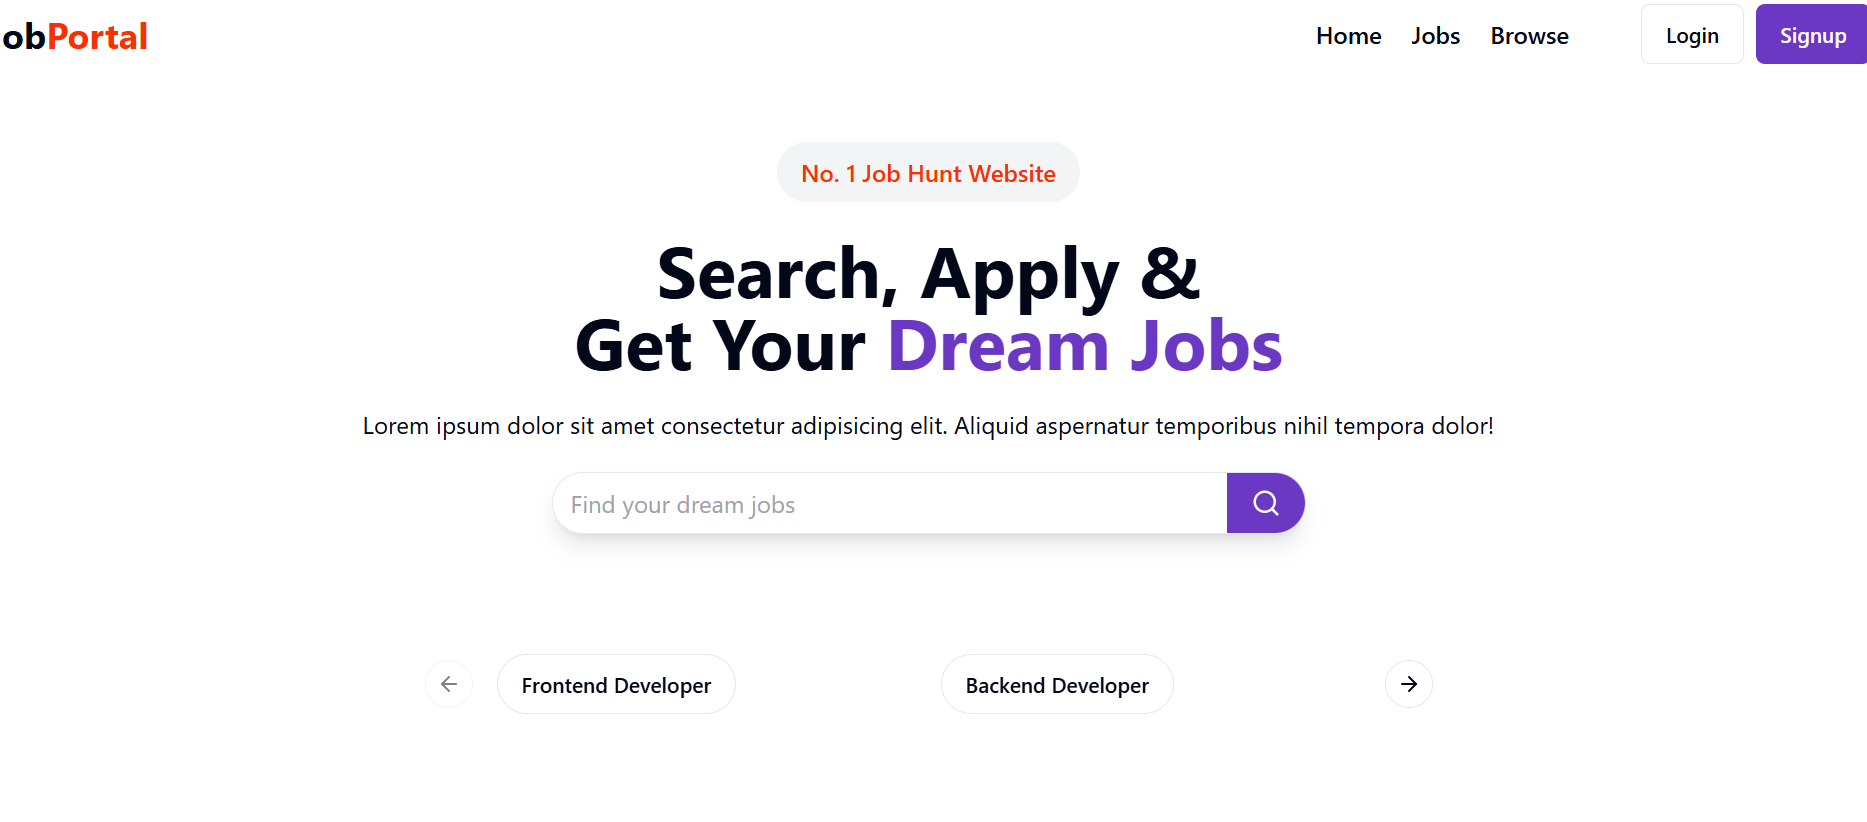 obPortal
Home Jobs Browse Login Signup
No. 1 Job Hunt Website
Search, Apply &
Get Your Dream Jobs
Lorem ipsum dolor sit amet consectetur adipisicing elit. Aliquid aspernatur temporibus nihil tempora dolor!
Find your dream jobs
Frontend Developer
Backend Developer